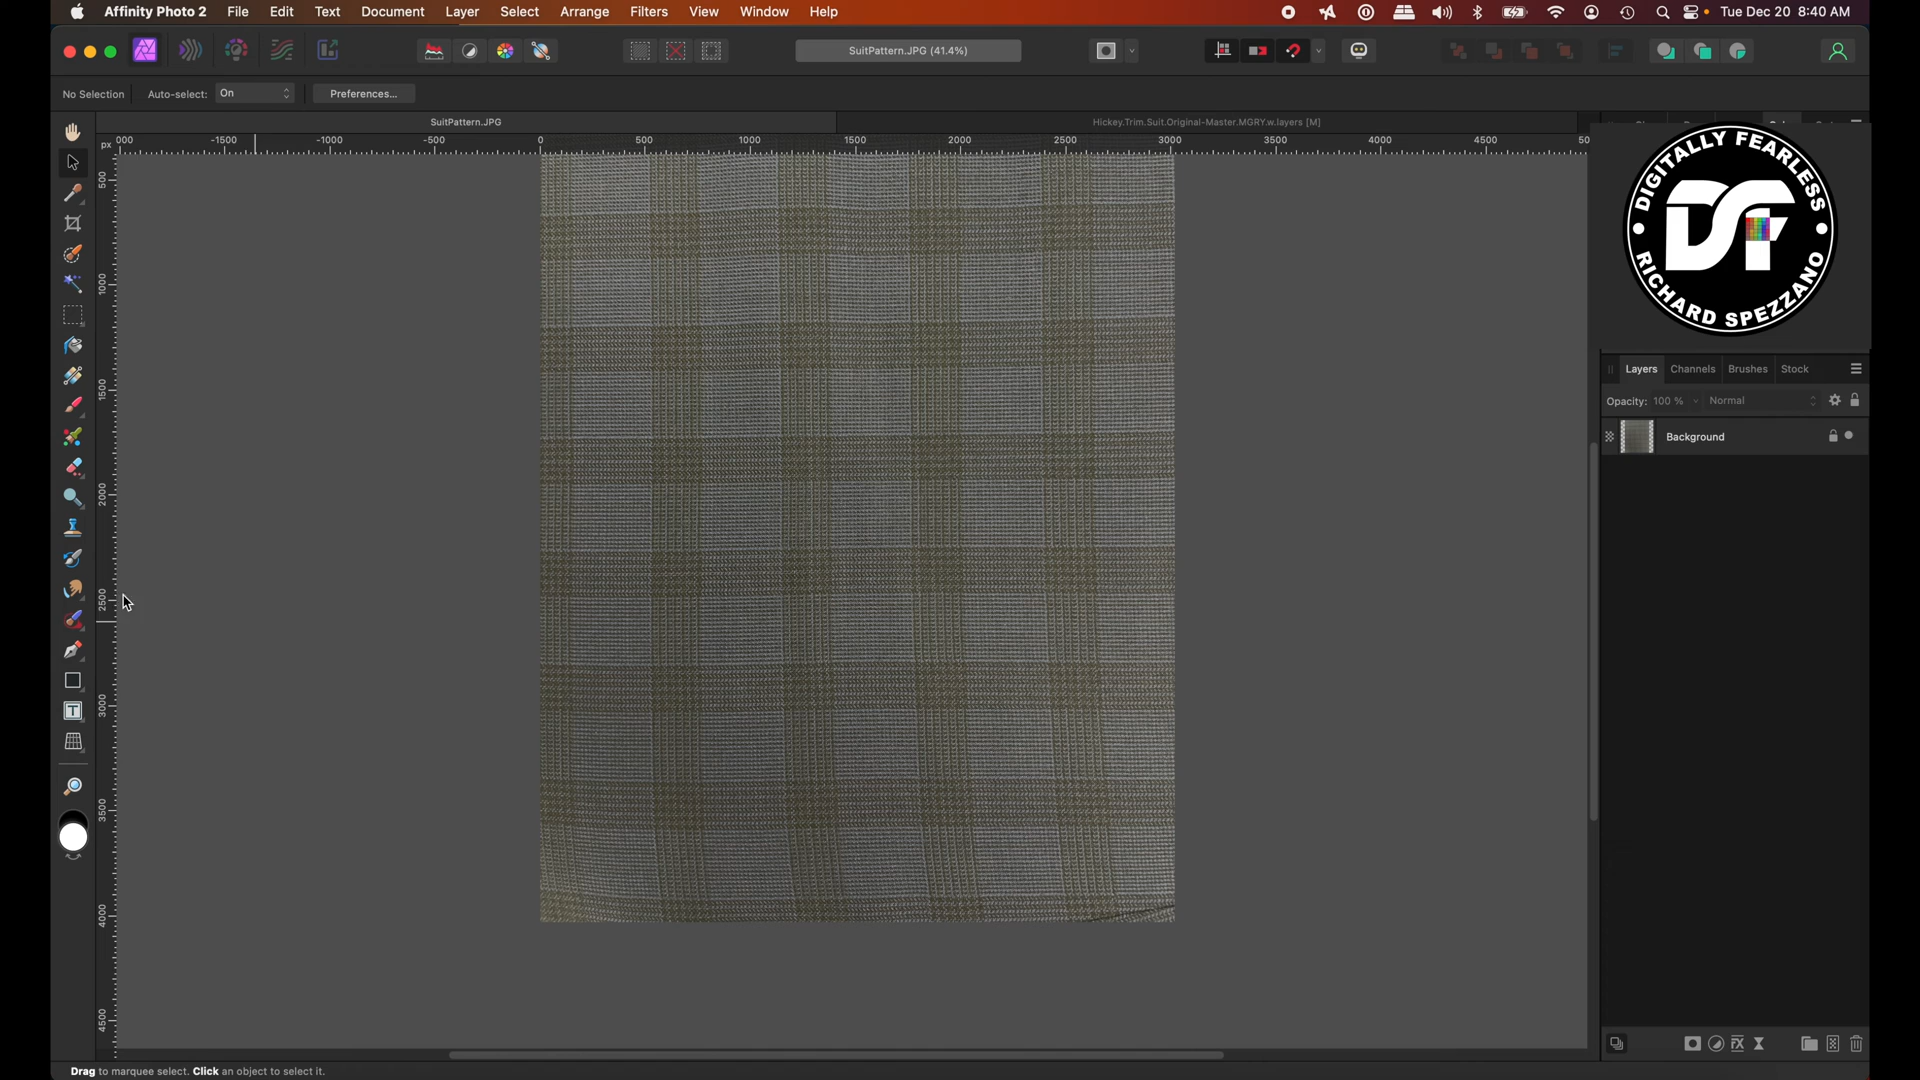 Affinity Photo 2 File Edit Text Document Layer Select Arrange Filters View Window Help Tue Dec 20 8:40 AM
SuitPattern.JPG (41.4%)
No Selection Auto-select: On Preferences...
SuitPattern.JPG Hickey.Trim.Suit.Original-Master.MGRY.w.layers [M]
px 000 -1500 -1000 -500 0 500 1000 1500 2000 2500 3000 3500 4000 4500 50
500
1000
1500
2000
2500
3000
3500
4000
4500
DIGITALLY FEARLESS
DSF
RICHARD SPEZZANO
Layers Channels Brushes Stock
Opacity: 100 % Normal
Background
Drag to marquee select. Click an object to select it.